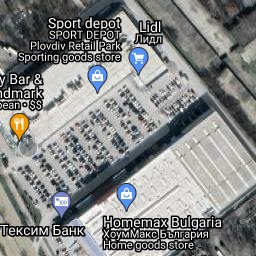 Sport depot
SPORT DEPOT -
Plovdiv Retail Park
Sporting goods store
Lidl
Лидл
y Bar &
ndmark
pean • $$
100
Тексим Банк
Homemax Bulgaria
ХоумМакс България
Home goods store